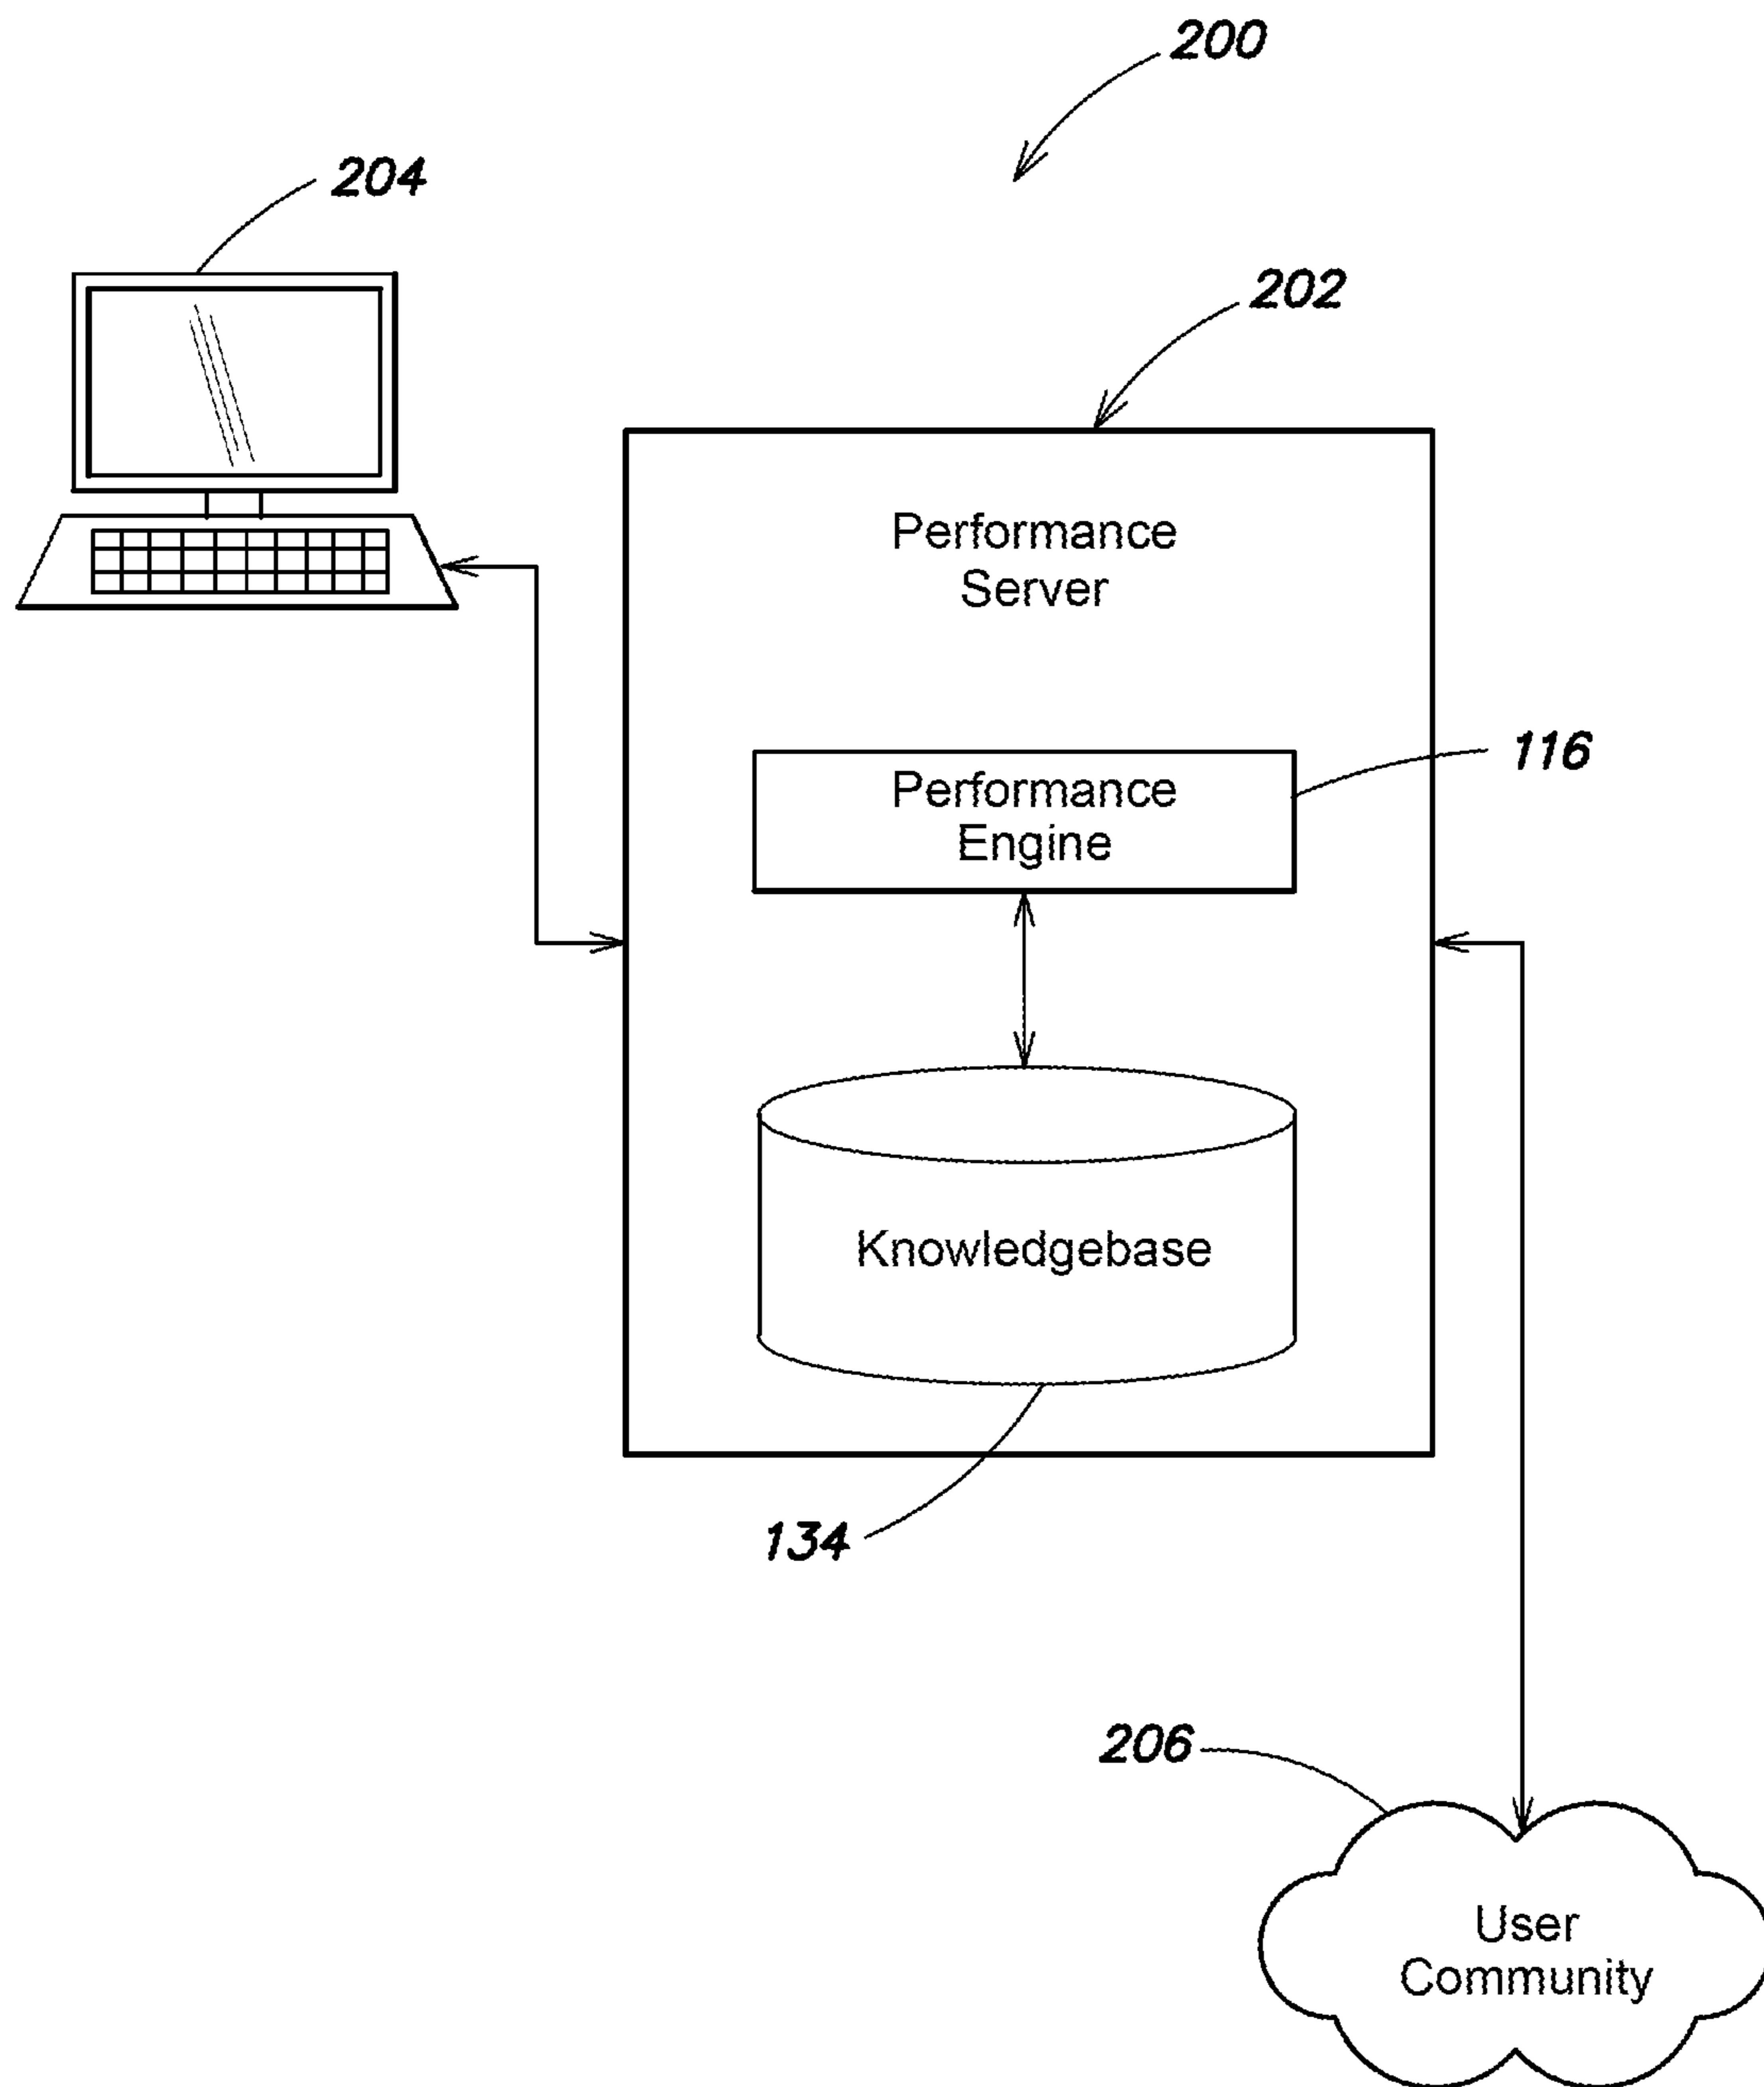 200
204
202
Performance
Server
116
Performance
Engine
Knowledgebase
134
206
User
Community